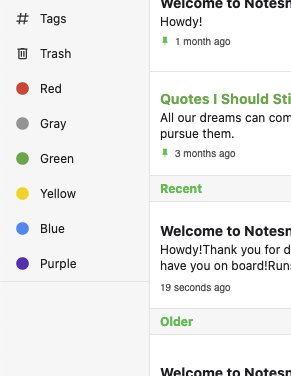 Tags
Trash
Red
Gray
Green
Yellow
Blue
Purple
Welcome to Notesn
Howdy!
1 month ago
Quotes I Should Sti
All our dreams can com
pursue them.
3 months ago
Recent
Welcome to Notesn
Howdy!Thank you for d
have you on board!Run
19 seconds ago
Older
Welcome to Notesn